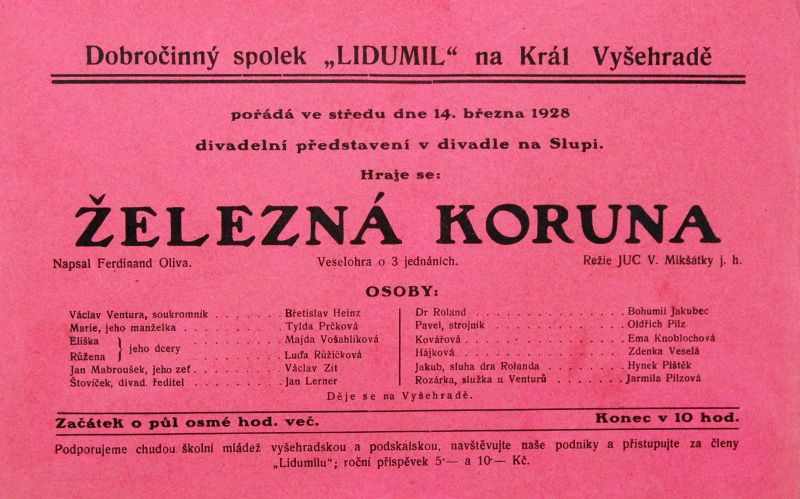 Dobročinný spolek „LIDUMIL“ na Král Vyšehradě
pořádá ve středu dne 14. března 1928
divadelní představení v divadle na Slupi.
Hraje se:
ŽELEZNÁ KORUNA
Napsal Ferdinand Oliva. Veselohra o 3 jednáních. Režie JUC V. Mikšátky j. h.
OSOBY:
Václav Ventura, soukromník . . . . . . . Břetislav Heinz
Marie, jeho manželka . . . . . . . . . Tylda Prčková
Eliška } jeho dcery . . . . . . . . . Majda Vošahlíková
Růžena } Luďa Růžičková
Jan Mabroušek, jeho zeť . . . . . . . . . Václav Zít
Štovíček, divad. ředitel . . . . . . . . . Jan Lerner
Dr Roland . . . . . . . . . . . . . . . Bohumil Jakubec
Pavel, strojník . . . . . . . . . . . . . . Oldřich Pilz
Kovářová . . . . . . . . . . . . . . . . Ema Knoblochová
Hájková . . . . . . . . . . . . . . . . . Zdenka Veselá
Jakub, sluha dra Rolanda . . . . . . . . Hynek Pištěk
Rozárka, služka u Venturů . . . . . . . . Jarmila Pilzová
Děje se na Vyšehradě.
Začátek o půl osmé hod. več. Konec v 10 hod.
Podporujeme chudou školní mládež vyšehradskou a podskalskou, navštěvujte naše podniky a přistupujte za členy
„Lidumilu“; roční příspěvek 5·— a 10·— Kč.